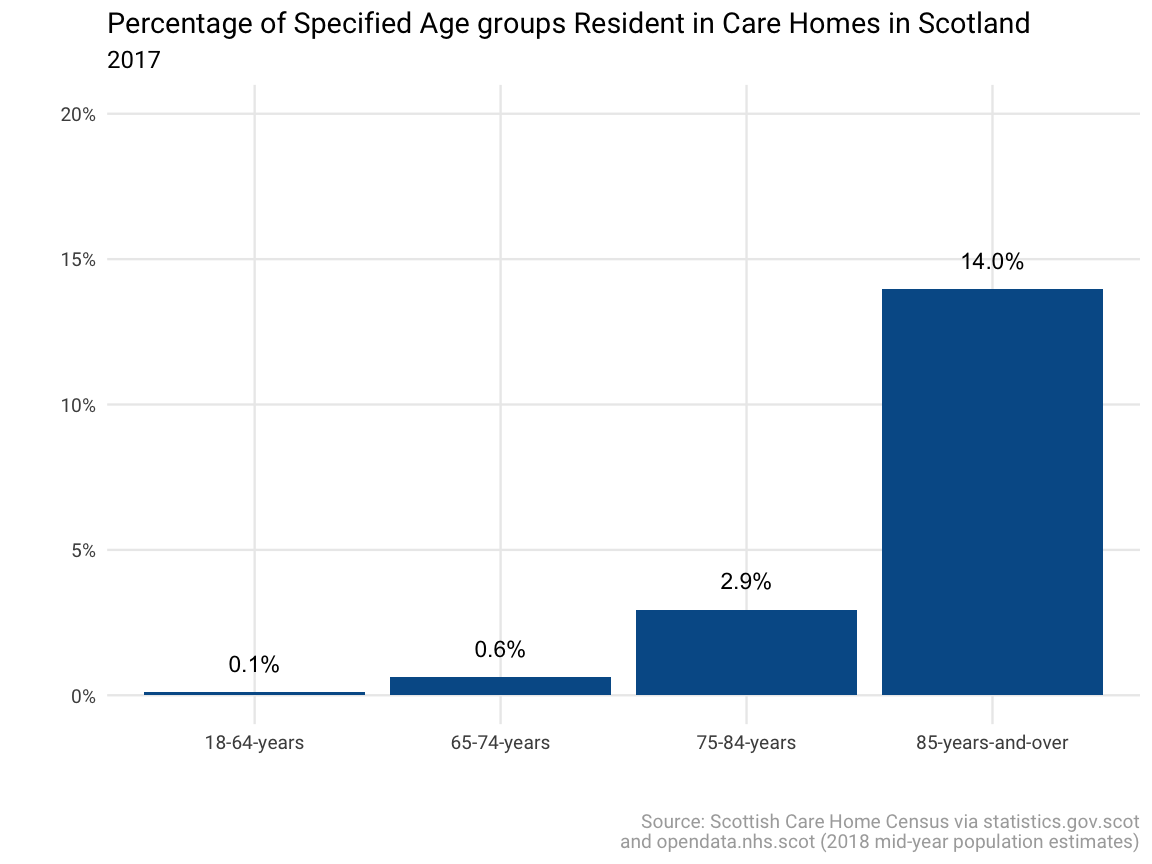 Percentage of Specified Age groups Resident in Care Homes in Scotland
2017
20%
15%
10%
5%
0%
0.1%
0.6%
2.9%
14.0%
18-64-years
65-74-years
75-84-years
85-years-and-over
Source: Scottish Care Home Census via statistics.gov.scot
and opendata.nhs.scot (2018 mid-year population estimates)